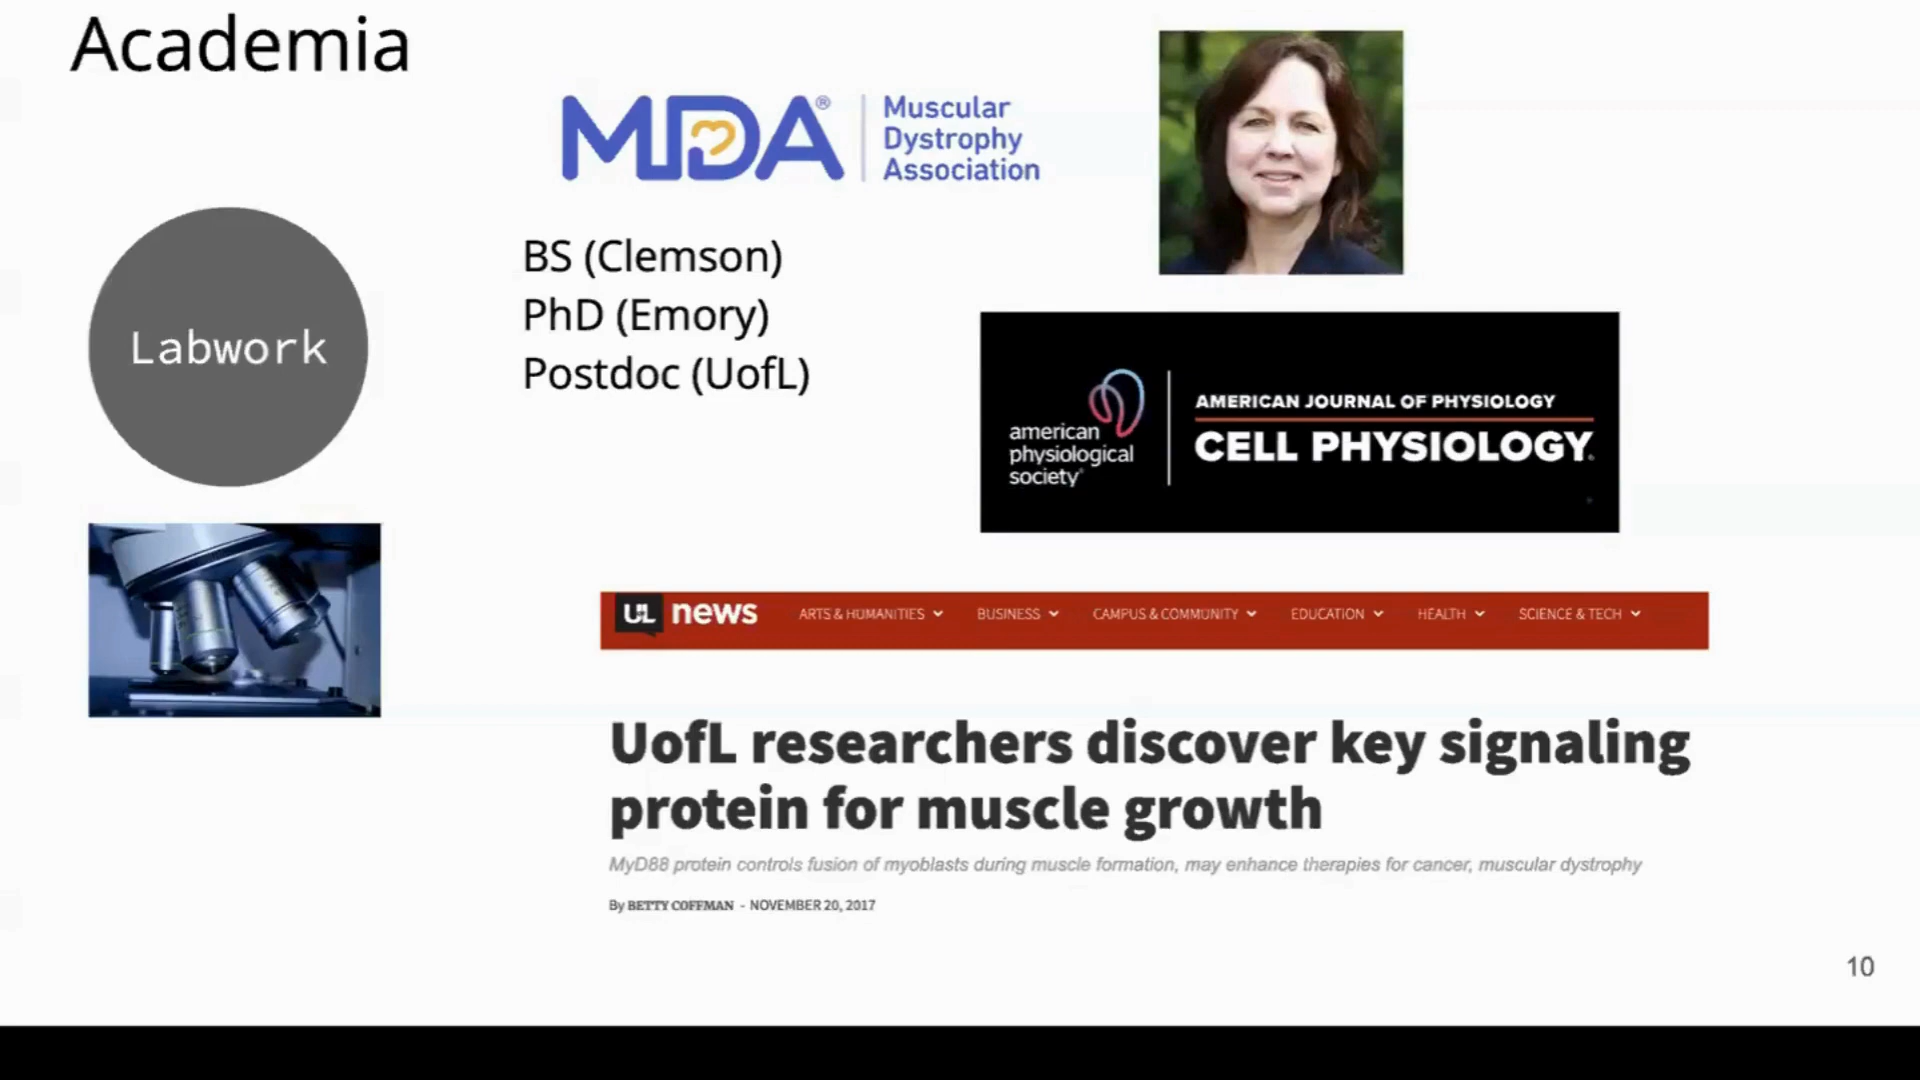 Academia
MDA® Muscular
Dystrophy
Association
BS (Clemson)
PhD (Emory)
Postdoc (UofL)
Labwork
american
physiological
society®
AMERICAN JOURNAL OF PHYSIOLOGY
CELL PHYSIOLOGY.
UofL news ARTS & HUMANITIES BUSINESS CAMPUS & COMMUNITY EDUCATION HEALTH SCIENCE & TECH
UofL researchers discover key signaling
protein for muscle growth
MyD88 protein controls fusion of myoblasts during muscle formation, may enhance therapies for cancer, muscular dystrophy
By BETTY COFFMAN - NOVEMBER 20, 2017
10